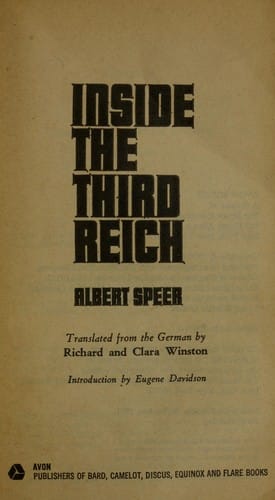 INSIDE
THE
THIRD
REICH
ALBERT SPEER
Translated from the German by
Richard and Clara Winston
Introduction by Eugene Davidson
AVON
PUBLISHERS OF BARD, CAMELOT, DISCUS, EQUINOX AND FLARE BOOKS